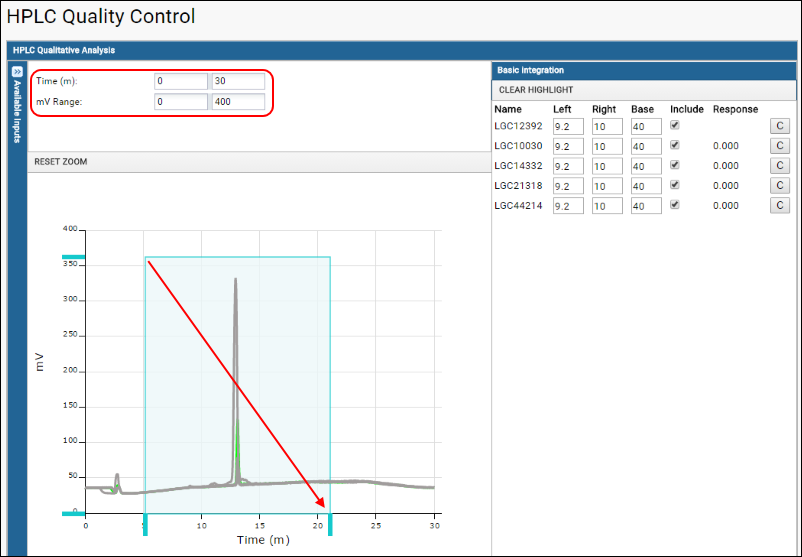 HPLC Quality Control
HPLC Qualitative Analysis
Available Inputs
Time (m): 0 30
mV Range: 0 400
RESET ZOOM
400
350
300
250
200
150
100
50
0
mV
0 5 10 15 20 25 30
Time (m)
Basic Integration
CLEAR HIGHLIGHT
Name Left Right Base Include Response
LGC12392 9.2 10 40 C
LGC10030 9.2 10 40 0.000 C
LGC14332 9.2 10 40 0.000 C
LGC21318 9.2 10 40 0.000 C
LGC44214 9.2 10 40 0.000 C